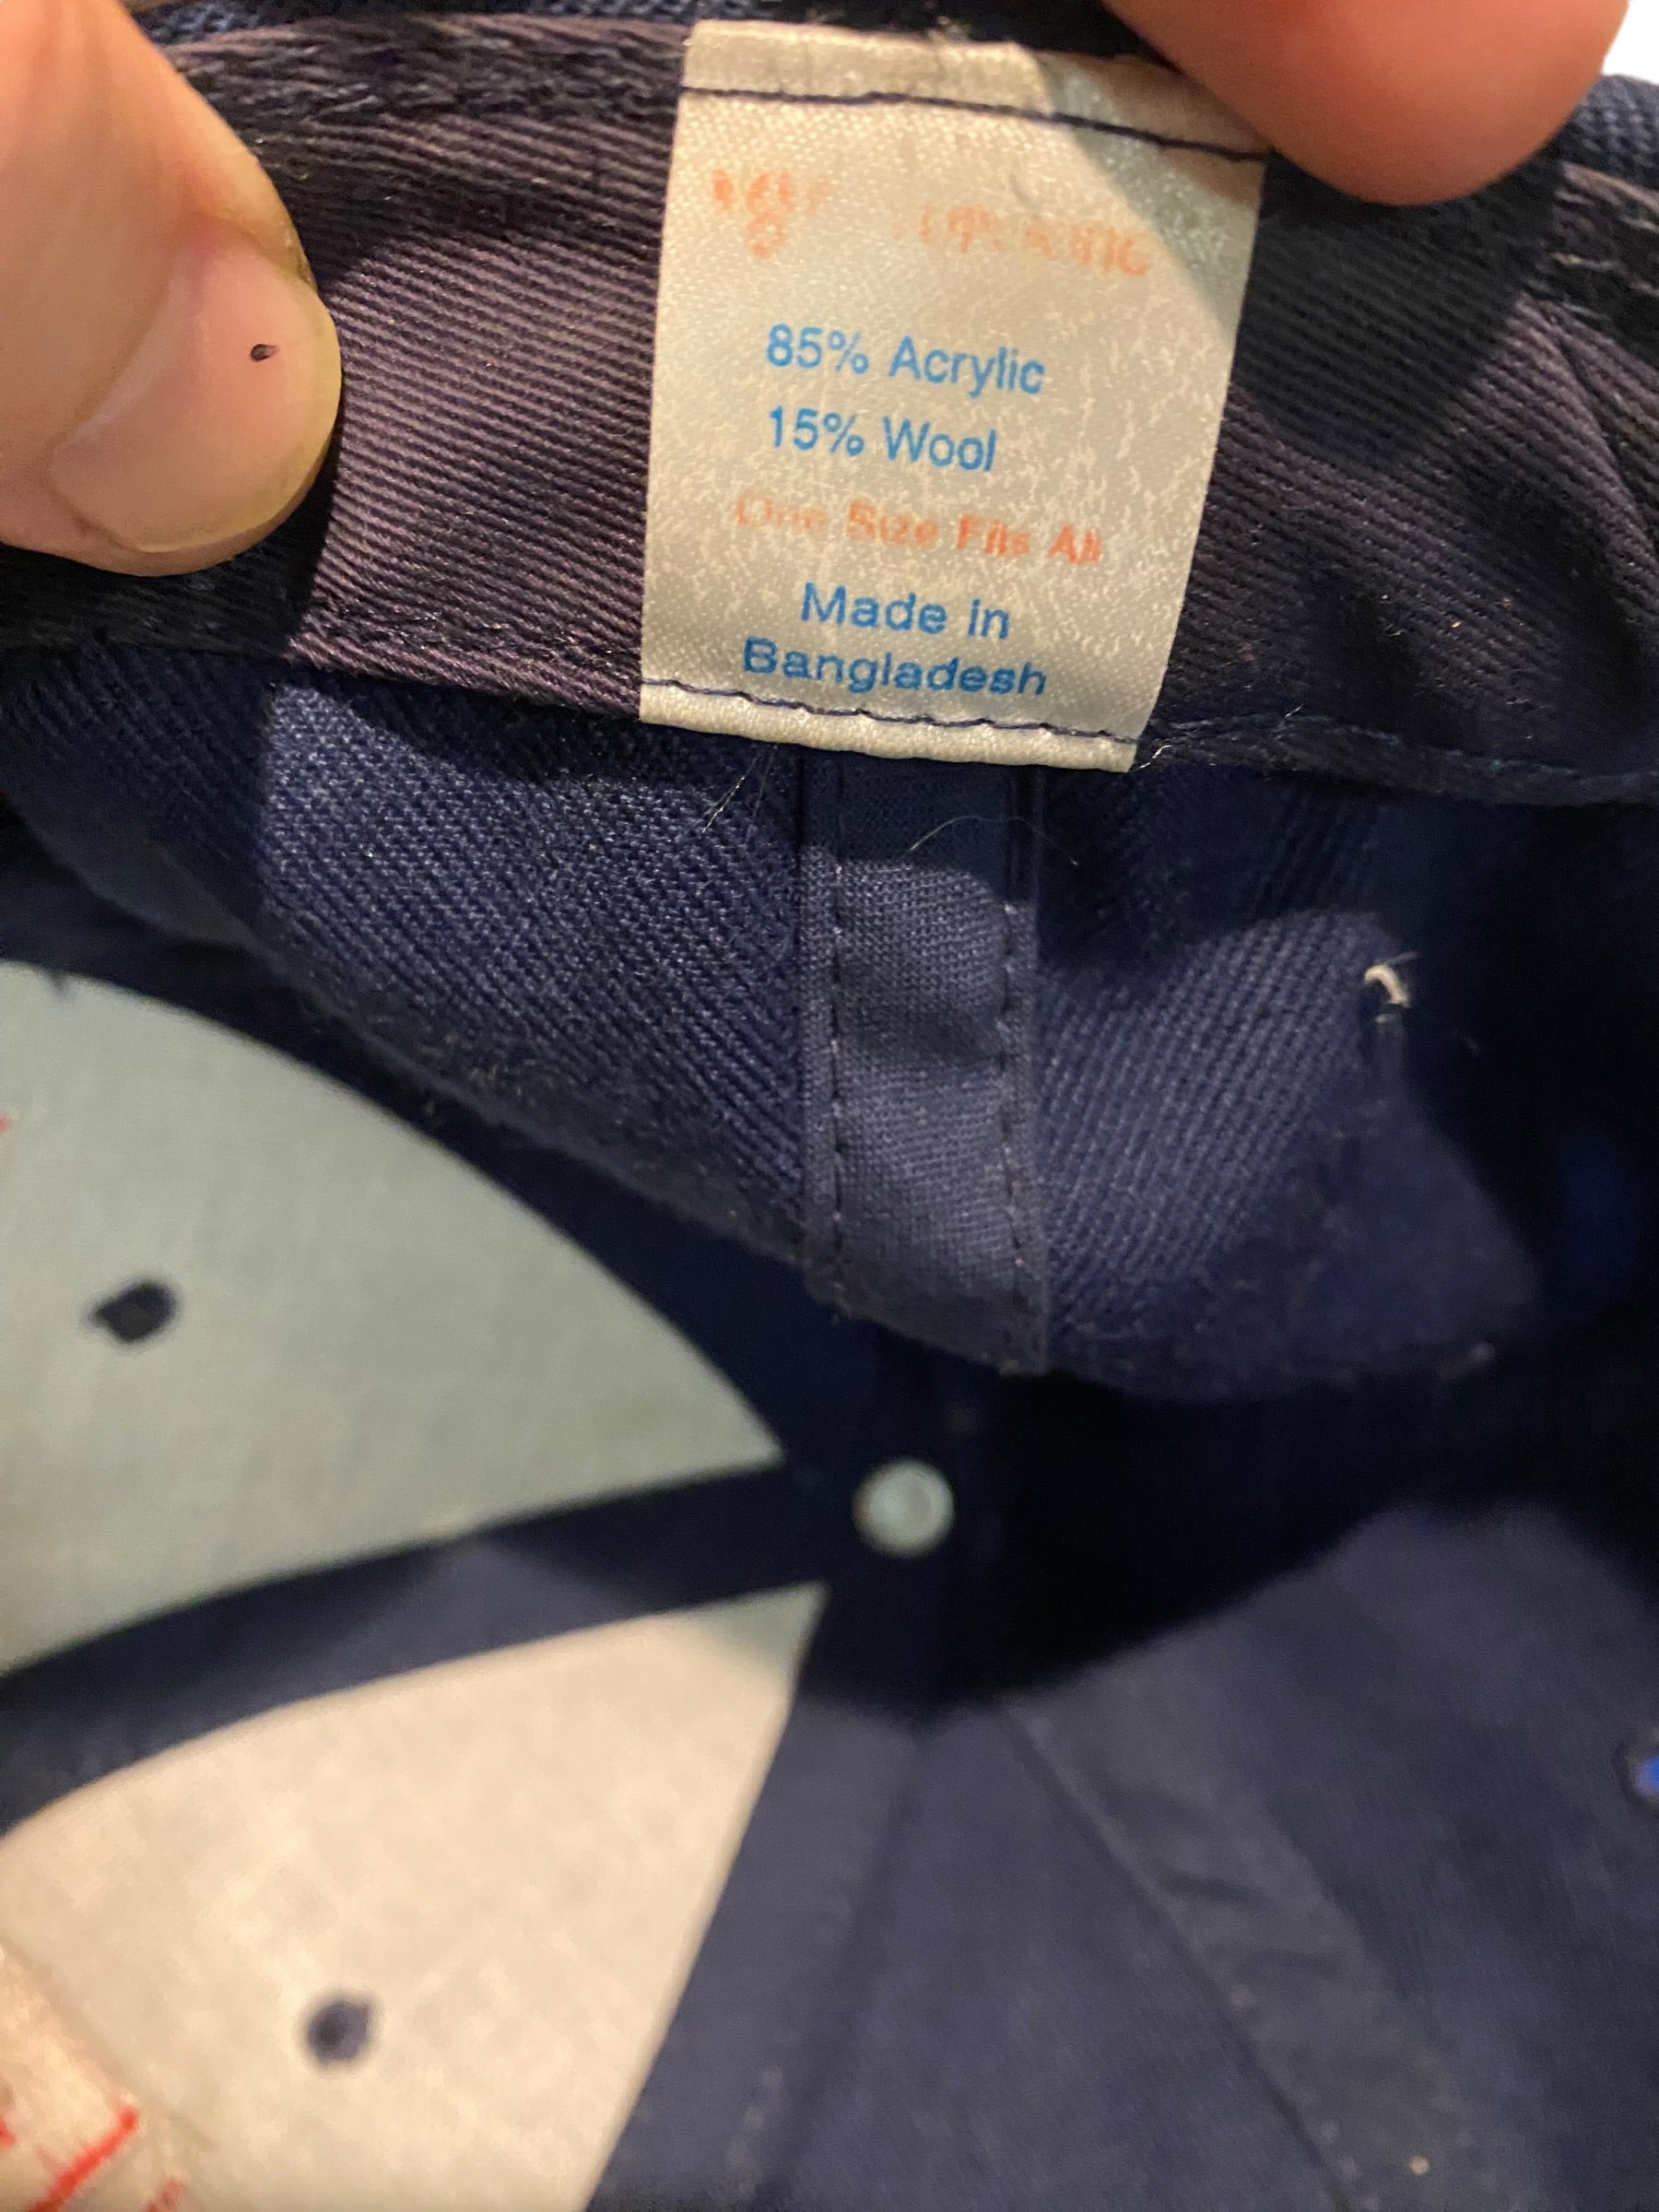 85% Acrylic
15% Wool
One Size Fits All
Made in
Bangladesh